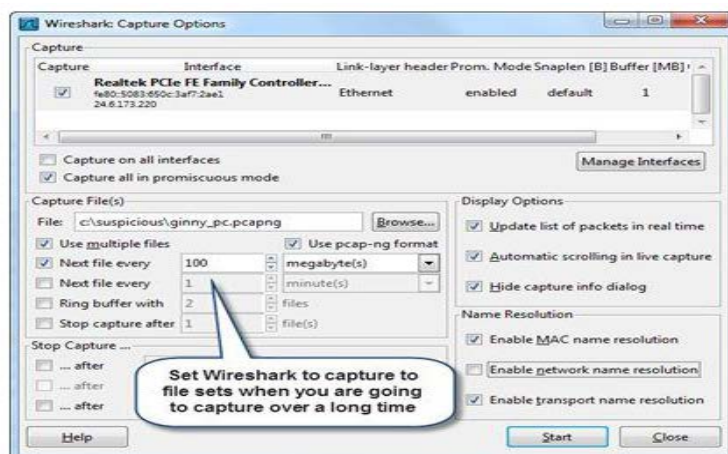 Wireshark: Capture Options
Capture
Capture Interface Link-layer header Prom. Mode Snaplen [B] Buffer [MB]
Realtek PCIe FE Family Controller...
fe80::5083:650c:3af7:2ae1
24.6.173.220
Ethernet enabled default 1
Capture on all interfaces
Capture all in promiscuous mode
Manage Interfaces
Capture File(s)
File: c:\suspicious\ginny_pc.pcapng Browse...
Use multiple files Use pcap-ng format
Next file every 100 megabyte(s)
Next file every 1 minute(s)
Ring buffer with 2 files
Stop capture after 1 file(s)
Display Options
Update list of packets in real time
Automatic scrolling in live capture
Hide capture info dialog
Name Resolution
Enable MAC name resolution
Enable network name resolution
Enable transport name resolution
Stop Capture ...
... after
... after
... after
Set Wireshark to capture to
file sets when you are going
to capture over a long time
Help Start Close